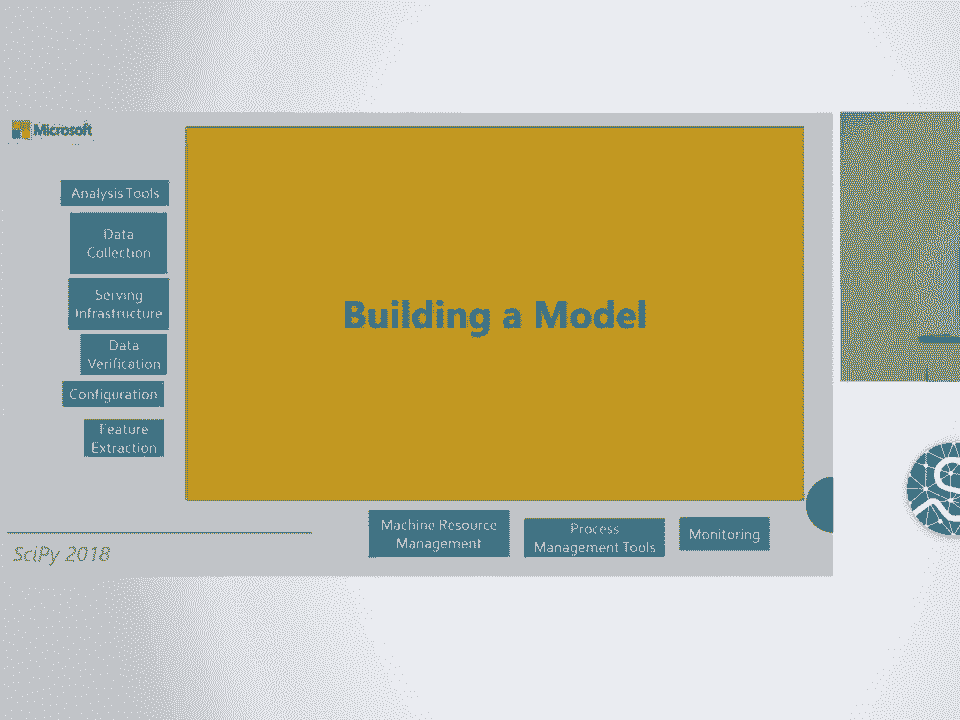 Microsoft
Analysis Tools
Data
Collection
Serving
Infrastructure
Data
Verification
Configuration
Feature
Extraction
Building a Model
Machine Resource
Management
Process
Management Tools
Monitoring
SciPy 2018